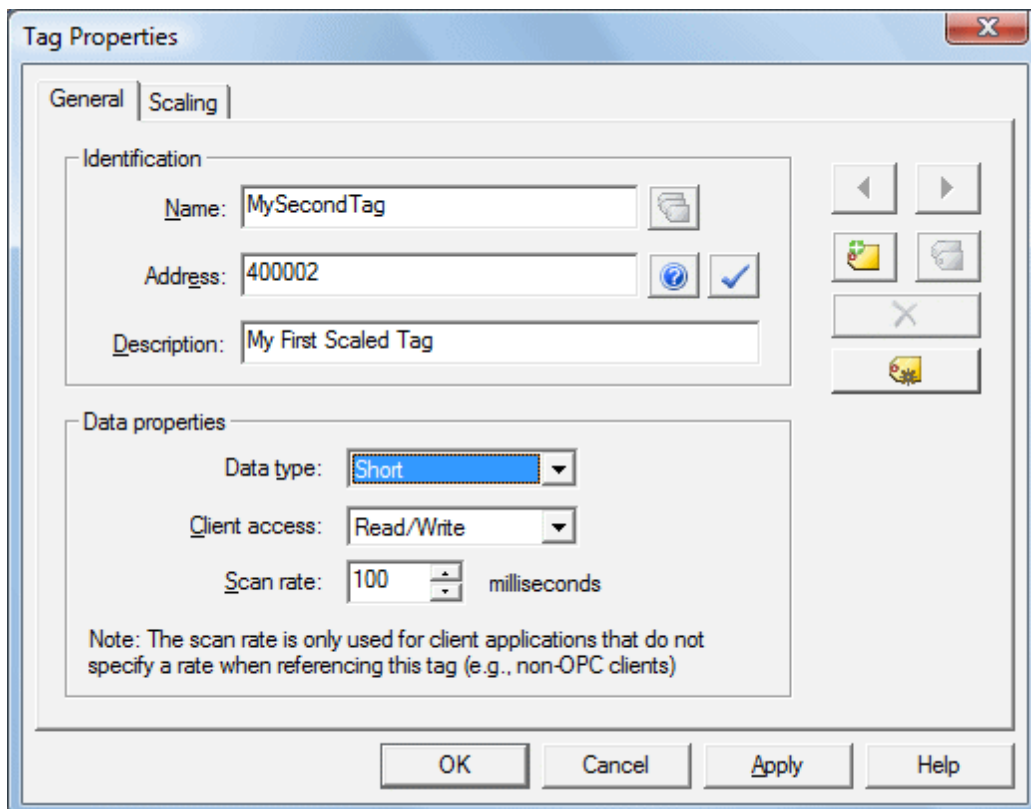 Tag Properties
General
Scaling
Identification
Name: MySecondTag
Address: 400002
Description: My First Scaled Tag
Data properties
Data type: Short
Client access: Read/Write
Scan rate: 100 milliseconds
Note: The scan rate is only used for client applications that do not
specify a rate when referencing this tag (e.g., non-OPC clients)
OK
Cancel
Apply
Help